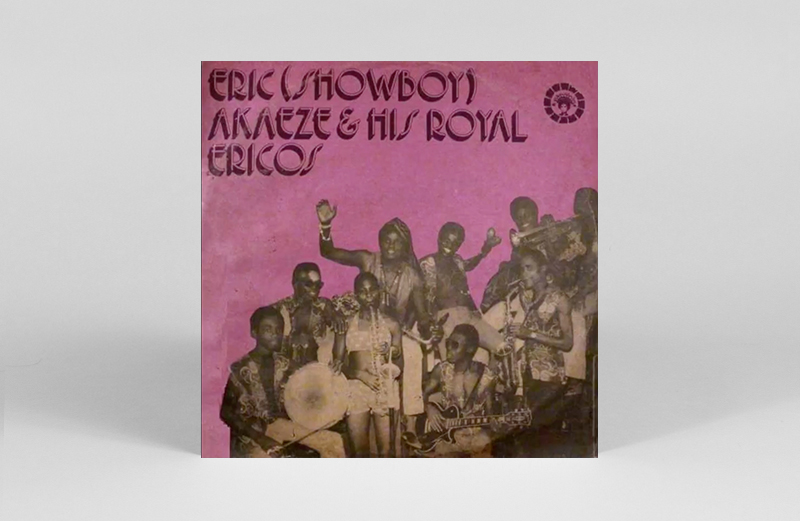 ERIC (SHOWBOY)
AKAEZE & HIS ROYAL
ERICOS